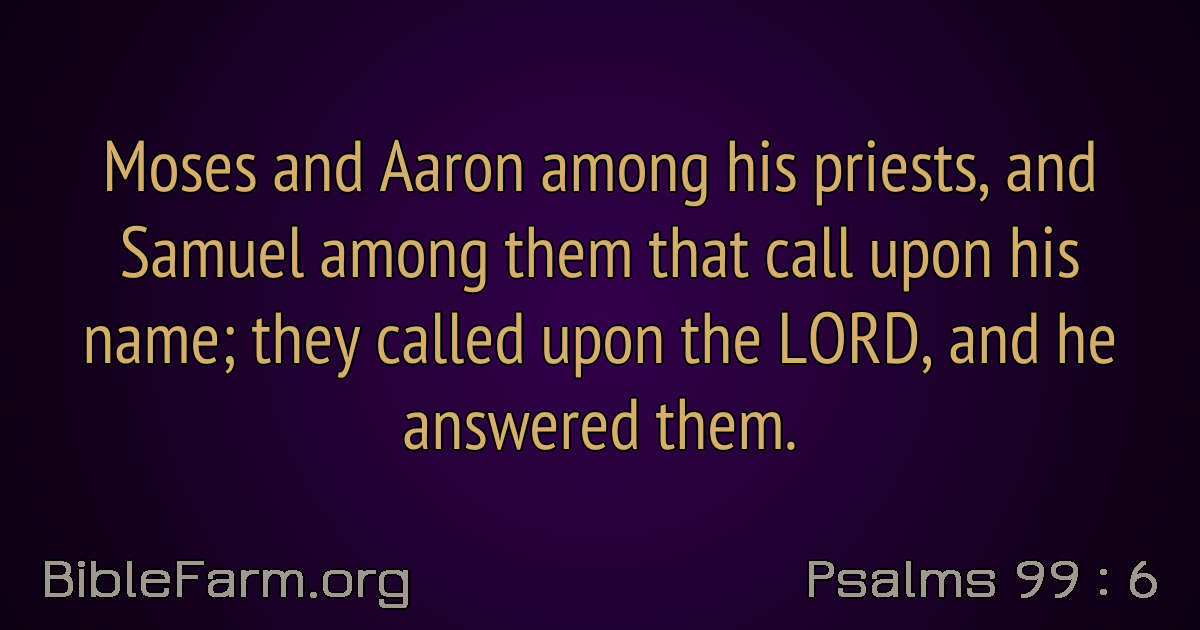 Moses and Aaron among his priests, and
Samuel among them that call upon his
name; they called upon the LORD, and he
answered them.
BibleFarm.org
Psalms 99 : 6